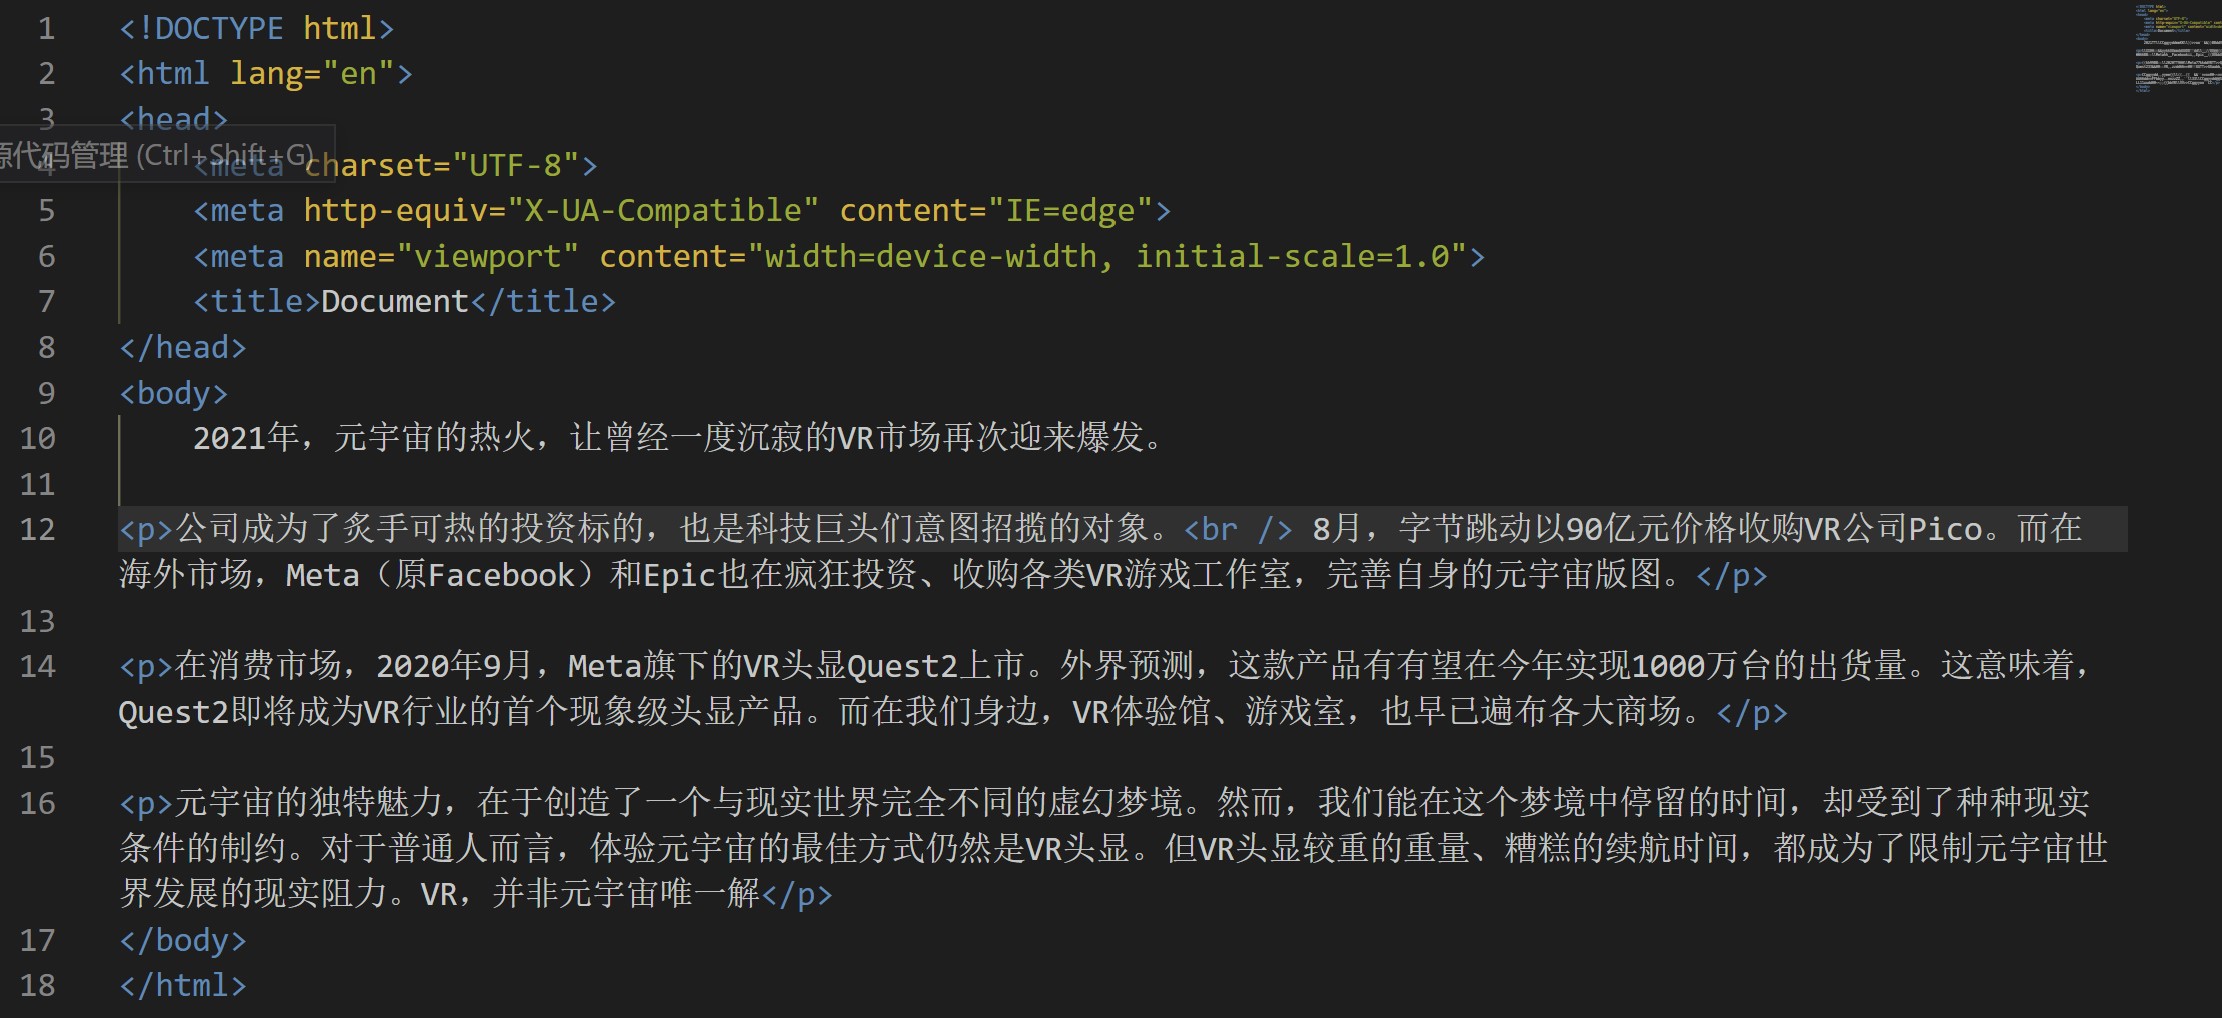 1 <!DOCTYPE html>
2 <html lang="en">
3 <head>
源代码管理 (Ctrl+Shift+G)
4 <meta charset="UTF-8">
5 <meta http-equiv="X-UA-Compatible" content="IE=edge">
6 <meta name="viewport" content="width=device-width, initial-scale=1.0">
7 <title>Document</title>
8 </head>
9 <body>
10 2021年，元宇宙的热火，让曾经一度沉寂的VR市场再次迎来爆发。
11
12 <p>公司成为了炙手可热的投资标的，也是科技巨头们意图招揽的对象。<br /> 8月，字节跳动以90亿元价格收购VR公司Pico。而在
海外市场，Meta（原Facebook）和Epic也在疯狂投资、收购各类VR游戏工作室，完善自身的元宇宙版图。</p>
13
14 <p>在消费市场，2020年9月，Meta旗下的VR头显Quest2上市。外界预测，这款产品有有望在今年实现1000万台的出货量。这意味着，
Quest2即将成为VR行业的首个现象级头显产品。而在我们身边，VR体验馆、游戏室，也早已遍布各大商场。</p>
15
16 <p>元宇宙的独特魅力，在于创造了一个与现实世界完全不同的虚幻梦境。然而，我们能在这个梦境中停留的时间，却受到了种种现实
条件的制约。对于普通人而言，体验元宇宙的最佳方式仍然是VR头显。但VR头显较重的重量、糟糕的续航时间，都成为了限制元宇宙世
界发展的现实阻力。VR，并非元宇宙唯一解</p>
17 </body>
18 </html>